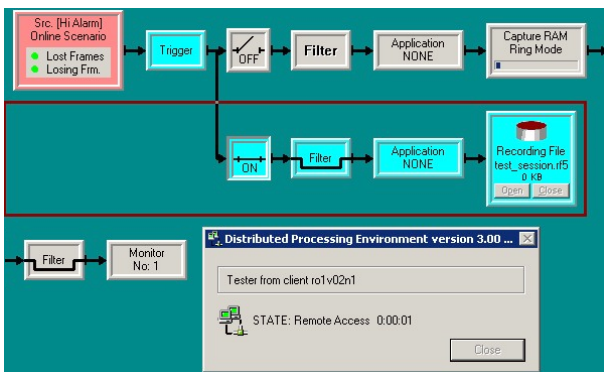 Src. [Hi Alarm]
Online Scenario
Lost Frames
Losing Frm.
Trigger
OFF
Filter
Application
NONE
Capture RAM
Ring Mode
ON
Filter
Application
NONE
Recording File
test_session.rf5
0 KB
Open Close
Filter
Monitor
No: 1
Distributed Processing Environment version 3.00 ...
Tester from client ro1v02n1
STATE: Remote Access 0:00:01
Close